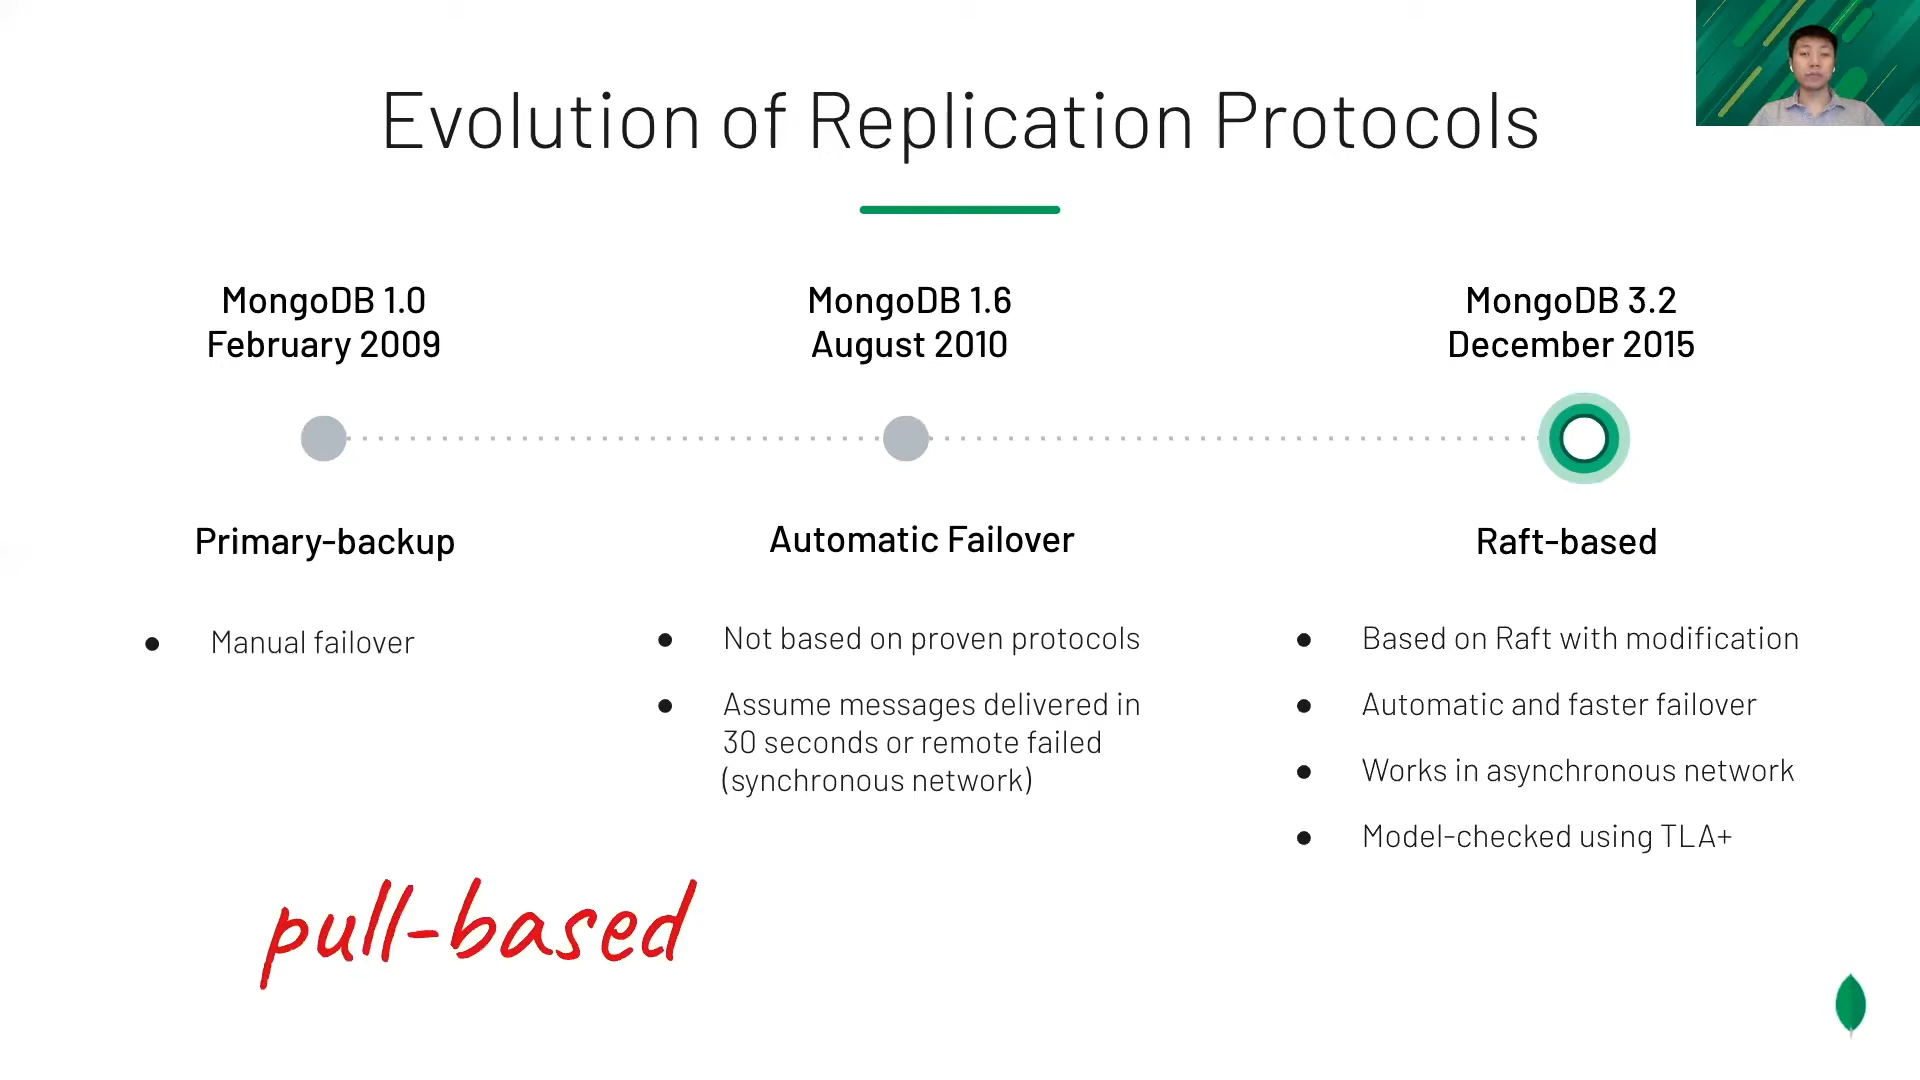 Evolution of Replication Protocols
MongoDB 1.0
February 2009
MongoDB 1.6
August 2010
MongoDB 3.2
December 2015
Primary-backup
Automatic Failover
Raft-based
● Manual failover
● Not based on proven protocols
● Assume messages delivered in
30 seconds or remote failed
(synchronous network)
● Based on Raft with modification
● Automatic and faster failover
● Works in asynchronous network
● Model-checked using TLA+
pull-based